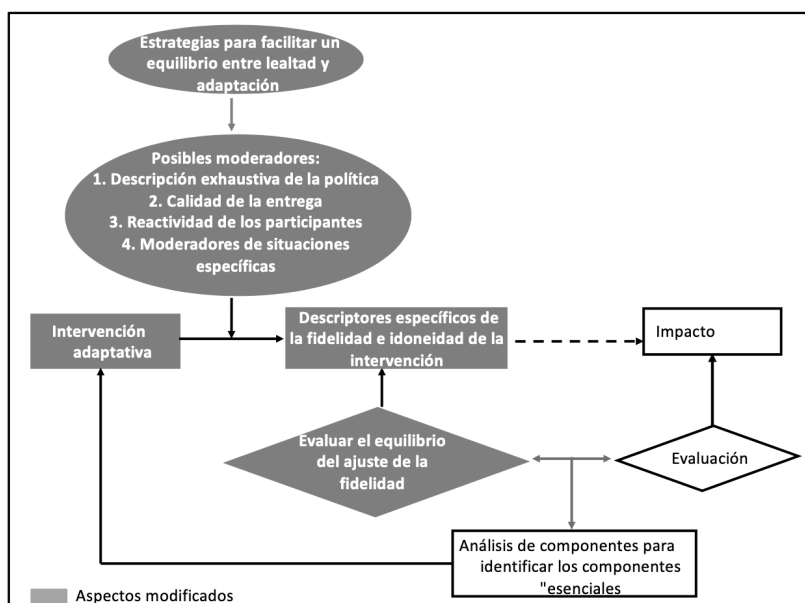 Estrategias para facilitar un
equilibrio entre lealtad y
adaptación
Posibles moderadores:
1. Descripción exhaustiva de la política
2. Calidad de la entrega
3. Reactividad de los participantes
4. Moderadores de situaciones
específicas
Intervención
adaptativa
Descriptores específicos de
la fidelidad e idoneidad de la
intervención
Impacto
Evaluar el equilibrio
del ajuste de la
fidelidad
Evaluación
Análisis de componentes para
identificar los componentes
"esenciales
Aspectos modificados